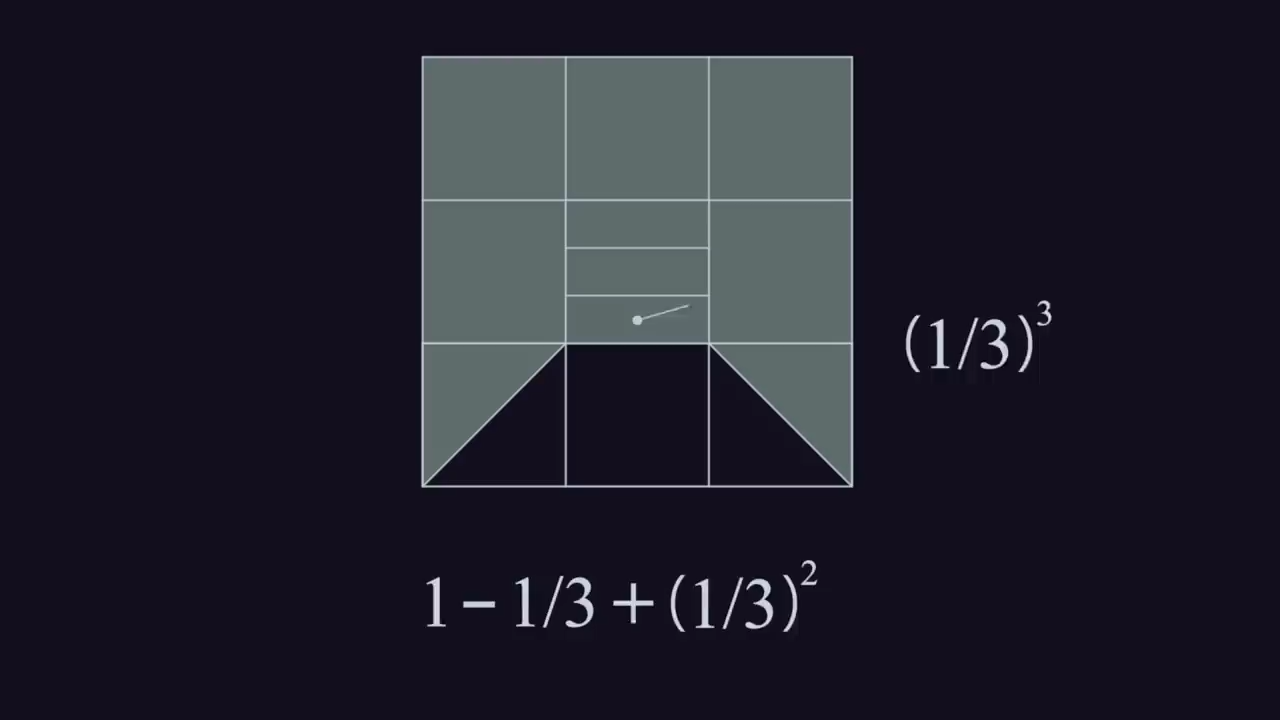 (1/3)³
1 − 1/3 + (1/3)²